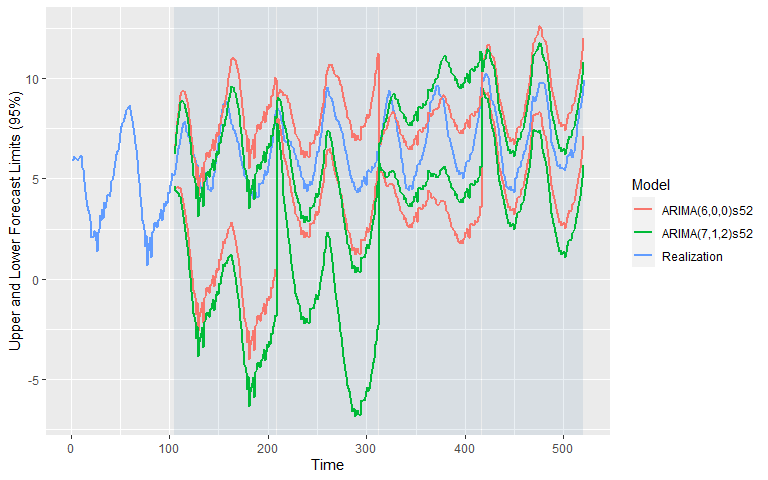 Upper and Lower Forecast Limits (95%)
10
5
0
-5
0
100
200
300
400
500
Time
Model
ARIMA(6,0,0)s52
ARIMA(7,1,2)s52
Realization